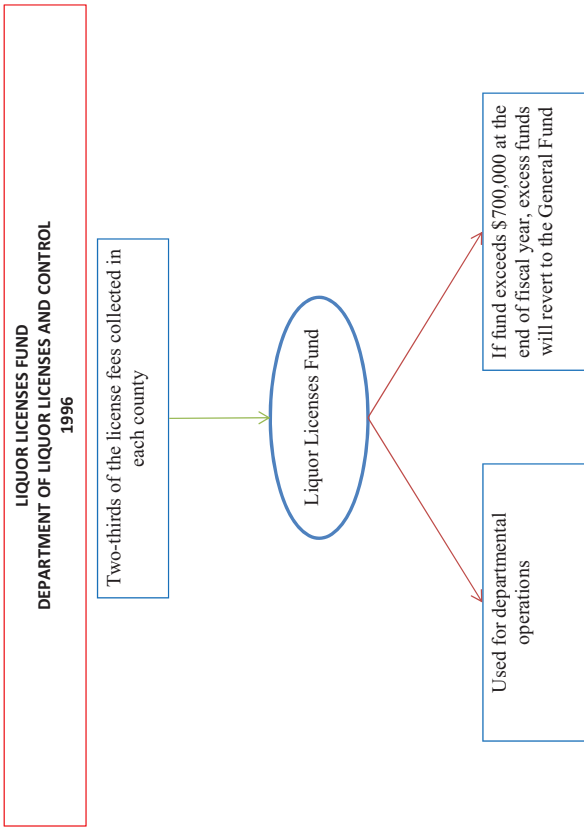 LIQUOR LICENSES FUND
DEPARTMENT OF LIQUOR LICENSES AND CONTROL
1996
Two-thirds of the license fees collected in
each county
Liquor Licenses Fund
Used for departmental
operations
If fund exceeds $700,000 at the
end of fiscal year, excess funds
will revert to the General Fund